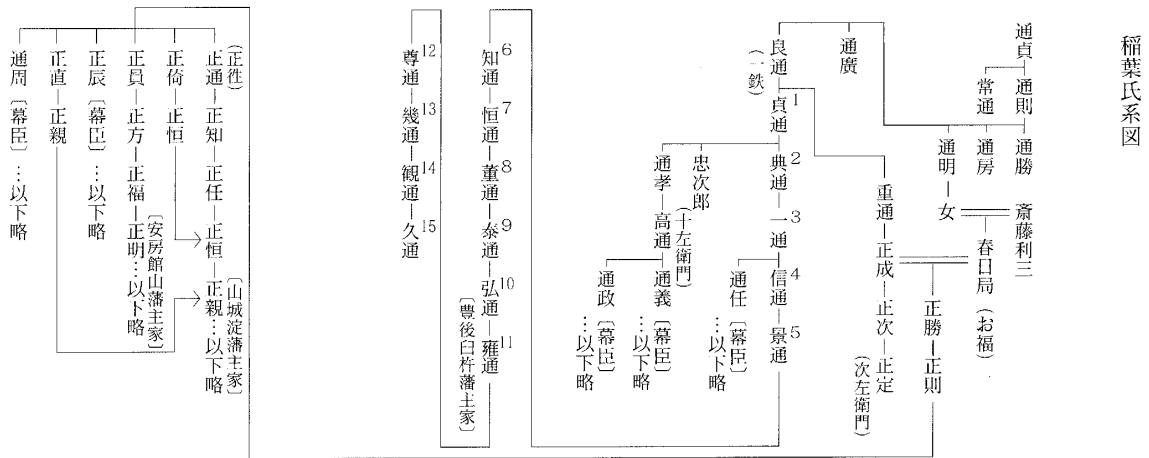 稲葉氏系図
通貞
通則
常通
通勝
通房
通明
女
斎藤利三
春日局(お福)
通廣
良通
(一鉄)
重通
正成
正次
正定
(次左衛門)
正勝
正則
1
貞通
2
典通
3
一通
4
信通
5
景通
忠次郎
通孝
高通
(十左衛門)
通任〔幕臣〕
…以下略
通義〔幕臣〕
…以下略
通政〔幕臣〕
…以下略
6
知通
7
恒通
8
董通
9
泰通
10
弘通
11
雍通
〔豊後臼杵藩主家〕
12
尊通
13
幾通
14
観通
15
久通
(正徃)
正通
正知
正任
正恒
正親…以下略
〔山城淀藩主家〕
正倚
正恒
正員
正方
正福
正明…以下略
〔安房館山藩主家〕
正辰〔幕臣〕…以下略
正直
正親
通周〔幕臣〕…以下略